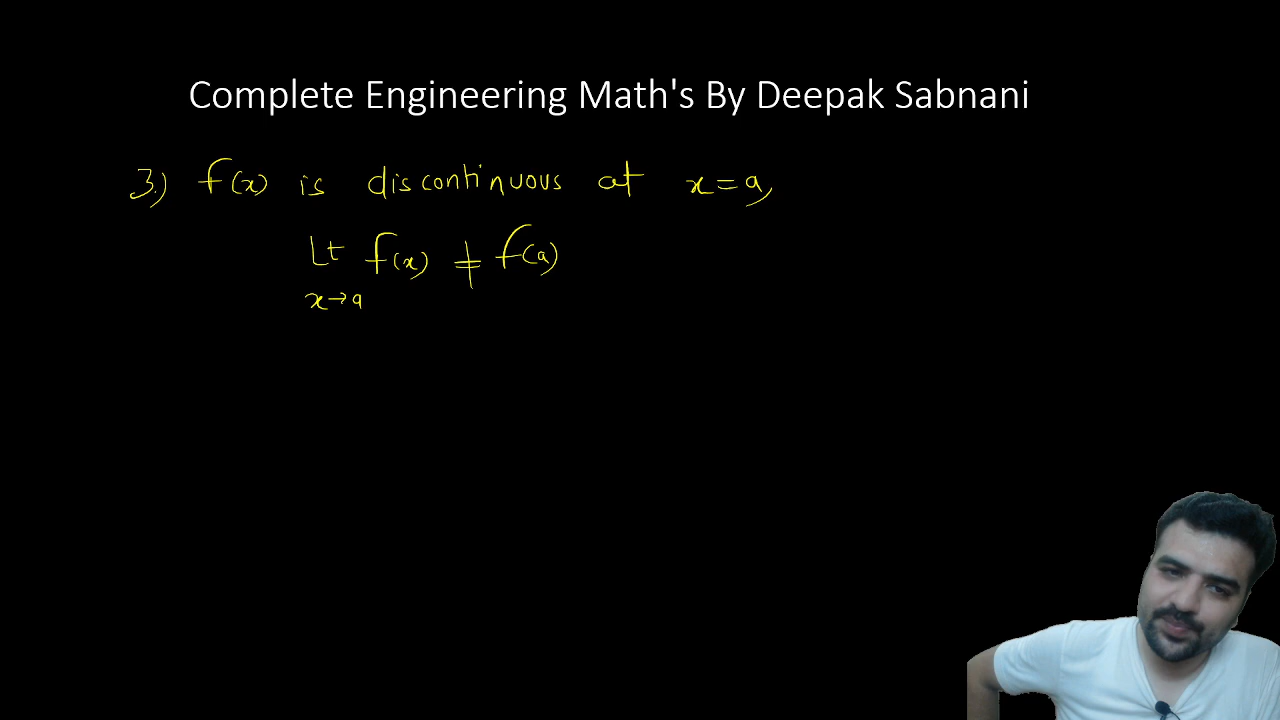 Complete Engineering Math's By Deepak Sabnani
3.) f(x) is discontinuous at x = a,
Lt f(x) ≠ f(a)
x→a